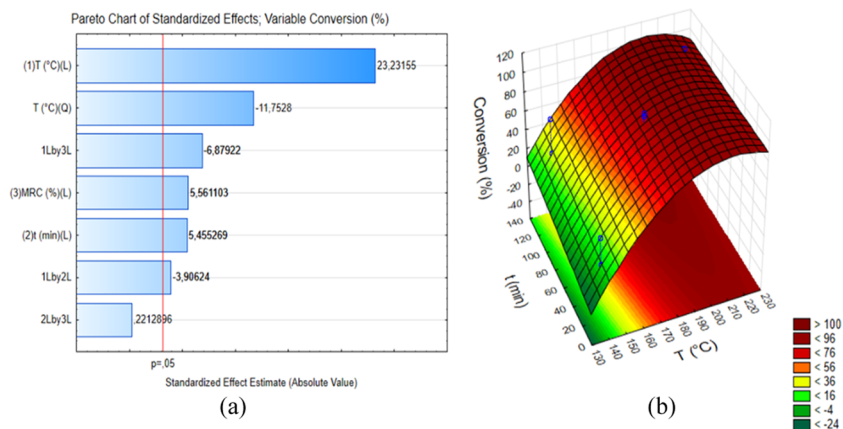 (a)
Pareto Chart of Standardized Effects; Variable Conversion (%)
(1)T (°C)(L)
23,23155
T (°C)(Q)
-11,7528
1Lby3L
-6,87922
(3)MRC (%)(L)
5,561103
(2)t (min)(L)
5,455269
1Lby2L
-3,90624
2Lby3L
,2212896
p=,05
Standardized Effect Estimate (Absolute Value)
(a)
(b)
Conversion (%)
120
100
80
60
40
20
0
-20
-40
140
120
100
80
60
40
20
0
t (min)
130
140
150
160
170
180
190
200
210
220
230
T (°C)
> 100
< 96
< 76
< 56
< 36
< 16
< -4
< -24
(b)